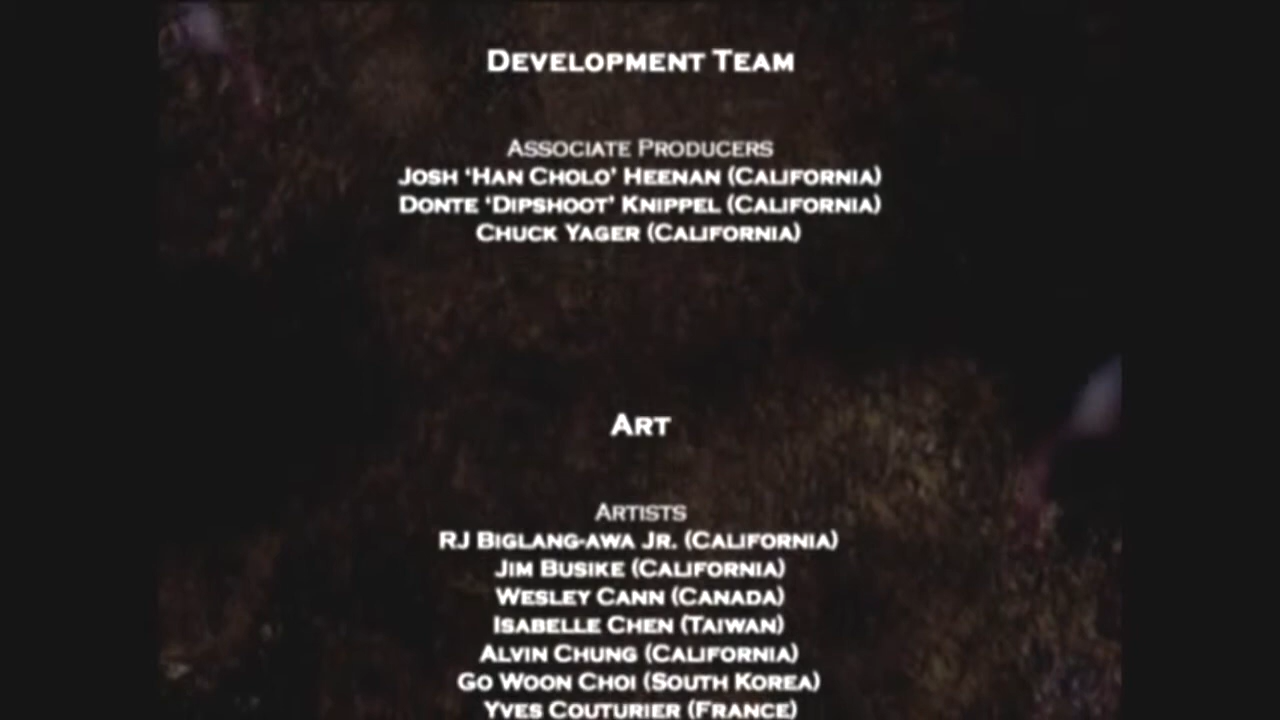 Development Team
Associate Producers
Josh ‘Han Cholo’ Heenan (California)
Donte ‘Dipshoot’ Knippel (California)
Chuck Yager (California)
Art
Artists
RJ Biglang-awa Jr. (California)
Jim Busike (California)
Wesley Cann (Canada)
Isabelle Chen (Taiwan)
Alvin Chung (California)
Go Woon Choi (South Korea)
Yves Couturier (France)